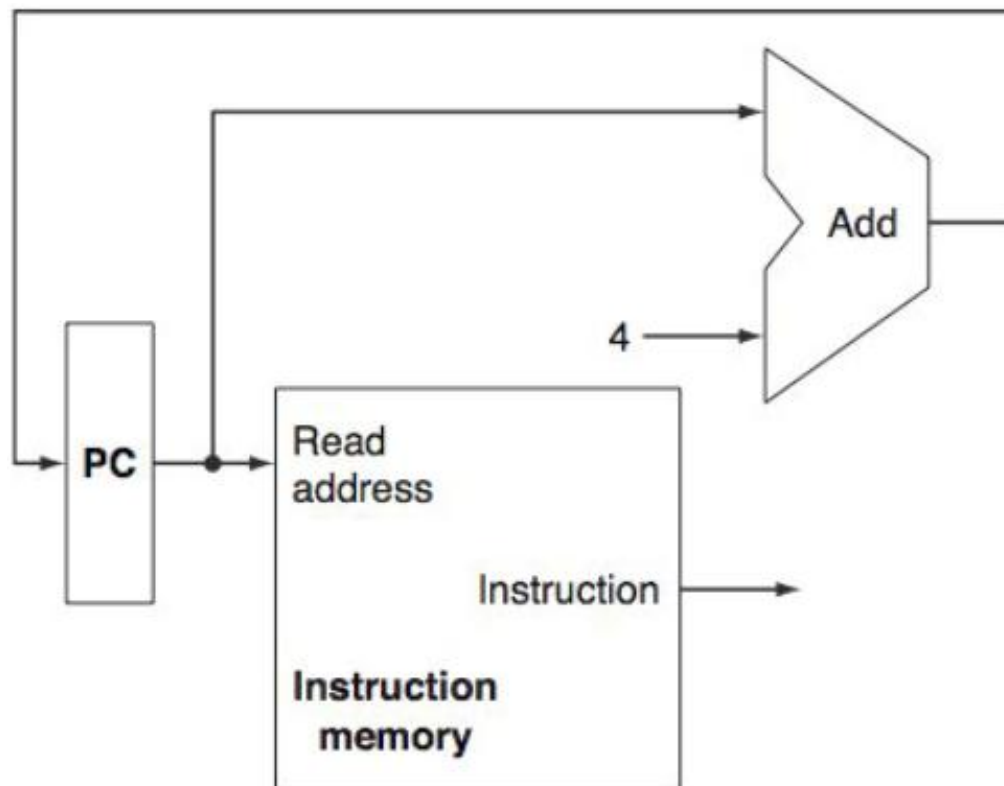 Add
4
PC
Read
address
Instruction
Instruction
memory